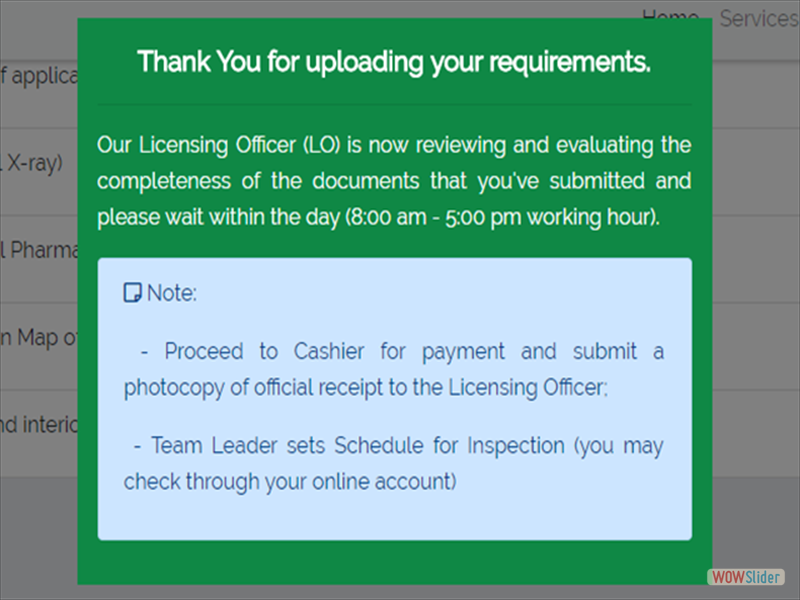 Home Services
Thank You for uploading your requirements.
f applica
Our Licensing Officer (LO) is now reviewing and evaluating the
l X-ray)
completeness of the documents that you've submitted and
please wait within the day (8:00 am - 5:00 pm working hour).
l Pharma
Note:
n Map of
- Proceed to Cashier for payment and submit a
photocopy of official receipt to the Licensing Officer;
nd interio
- Team Leader sets Schedule for Inspection (you may
check through your online account)
WOWSlider